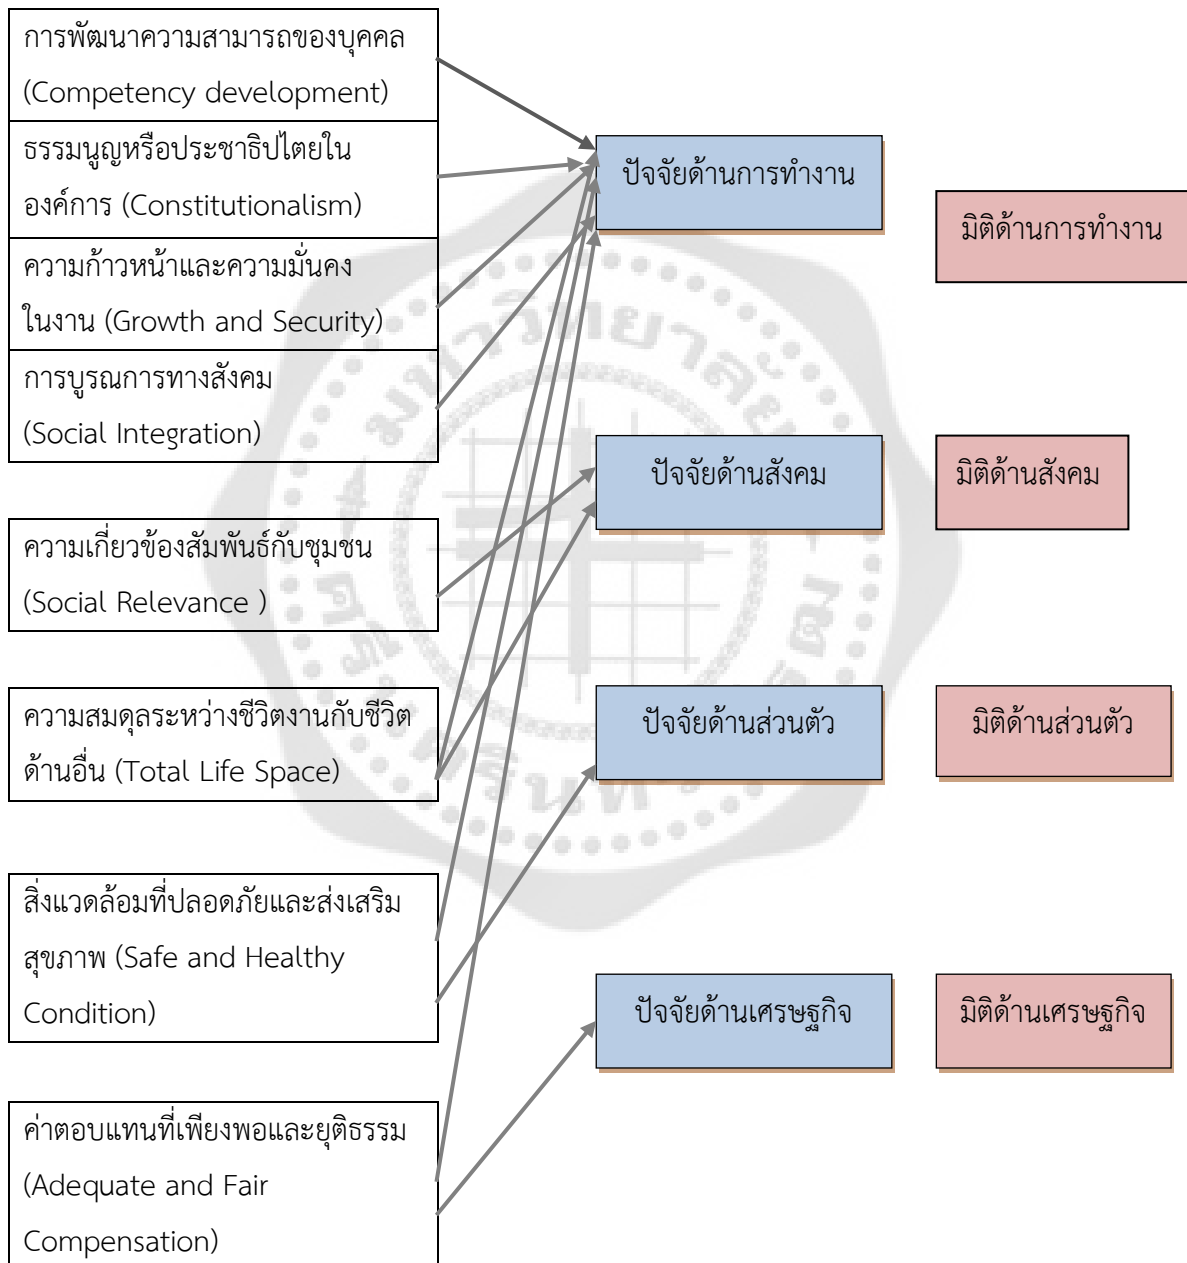 การพัฒนาความสามารถของบุคคล
(Competency development)
ธรรมนูญหรือประชาธิปไตยใน
องค์การ (Constitutionalism)
ความก้าวหน้าและความมั่นคง
ในงาน (Growth and Security)
การบูรณการทางสังคม
(Social Integration)
ความเกี่ยวข้องสัมพันธ์กับชุมชน
(Social Relevance )
ความสมดุลระหว่างชีวิตงานกับชีวิต
ด้านอื่น (Total Life Space)
สิ่งแวดล้อมที่ปลอดภัยและส่งเสริม
สุขภาพ (Safe and Healthy
Condition)
ค่าตอบแทนที่เพียงพอและยุติธรรม
(Adequate and Fair
Compensation)
ปัจจัยด้านการทำงาน
ปัจจัยด้านสังคม
ปัจจัยด้านส่วนตัว
ปัจจัยด้านเศรษฐกิจ
มิติด้านการทำงาน
มิติด้านสังคม
มิติด้านส่วนตัว
มิติด้านเศรษฐกิจ
มหาวิทยาลัย